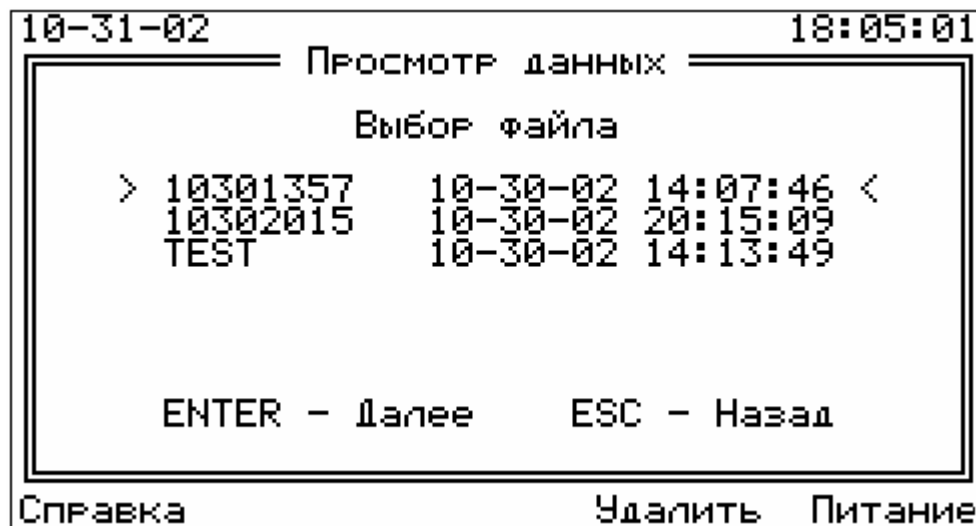 10-31-02 18:05:01
Просмотр данных
Выбор файла
> 10301357 10-30-02 14:07:46 <
10302015 10-30-02 20:15:09
TEST 10-30-02 14:13:49
ENTER - Далее ESC - Назад
Справка Удалить Питание